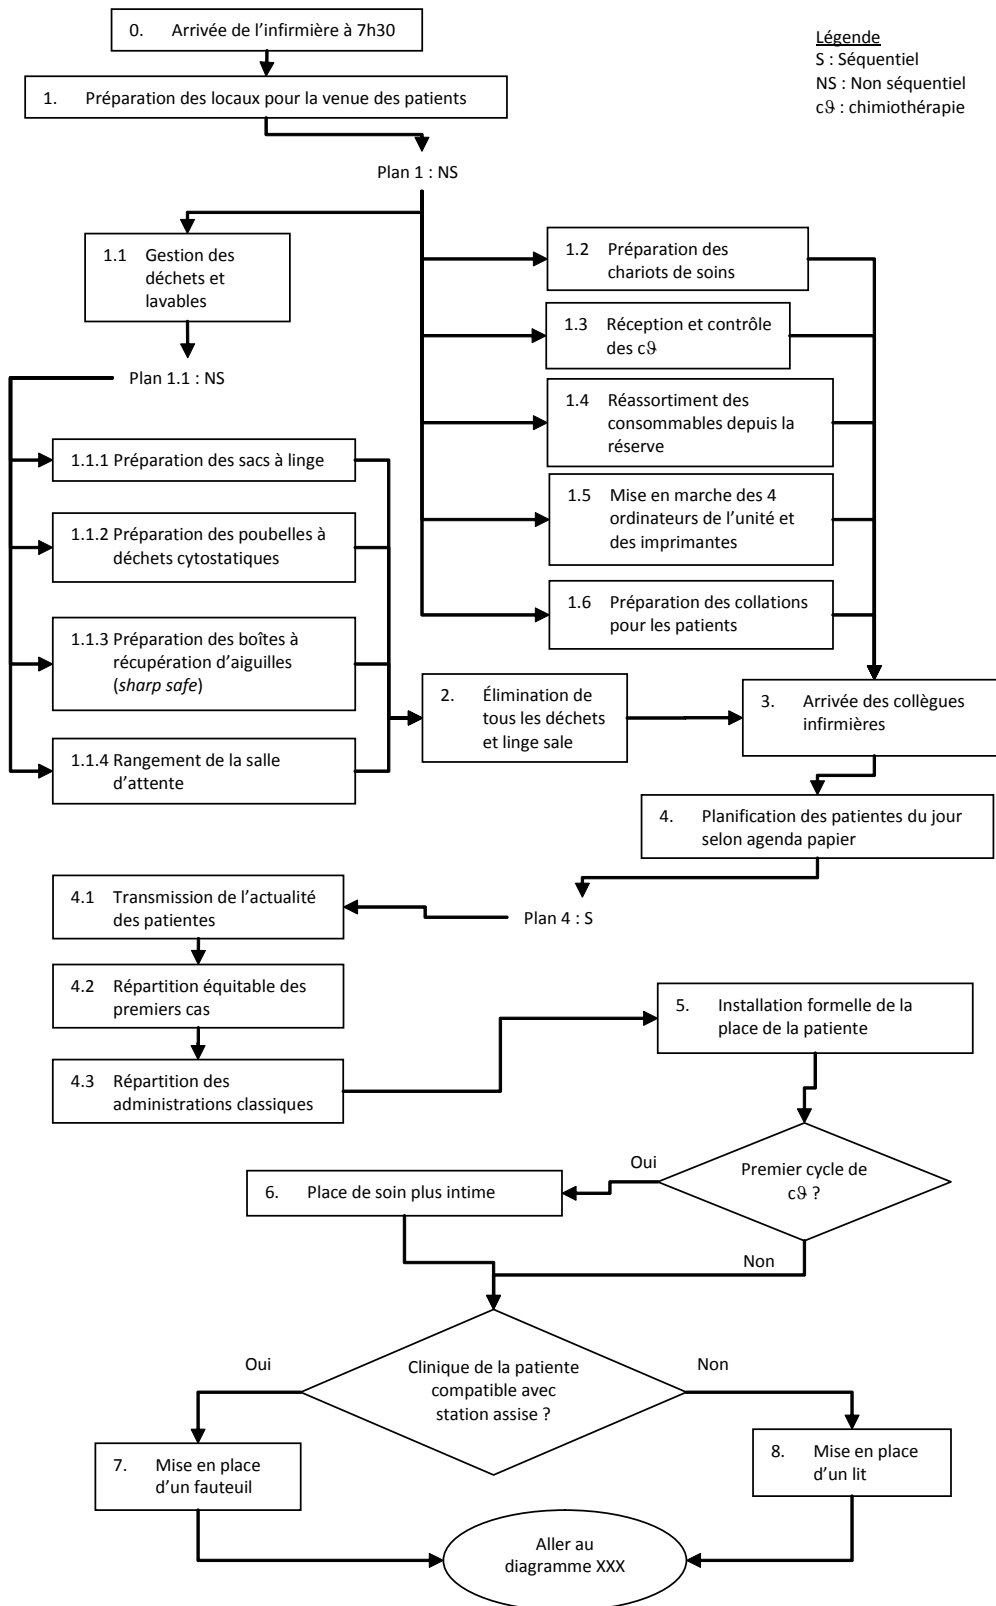 0. Arrivée de l’infirmière à 7h30
Légende
S : Séquentiel
NS : Non séquentiel
cϑ : chimiothérapie
1. Préparation des locaux pour la venue des patients
Plan 1 : NS
1.1 Gestion des
déchets et
lavables
Plan 1.1 : NS
1.2 Préparation des
chariots de soins
1.3 Réception et contrôle
des cϑ
1.4 Réassortiment des
consommables depuis la
réserve
1.5 Mise en marche des 4
ordinateurs de l’unité et
des imprimantes
1.6 Préparation des collations
pour les patients
1.1.1 Préparation des sacs à linge
1.1.2 Préparation des poubelles à
déchets cytostatiques
1.1.3 Préparation des boîtes à
récupération d’aiguilles
(sharp safe)
1.1.4 Rangement de la salle
d’attente
2. Élimination de
tous les déchets
et linge sale
3. Arrivée des collègues
infirmières
4. Planification des patientes du jour
selon agenda papier
Plan 4 : S
4.1 Transmission de l’actualité
des patientes
4.2 Répartition équitable des
premiers cas
4.3 Répartition des
administrations classiques
5. Installation formelle de la
place de la patiente
Premier cycle de
cϑ ?
Oui
Non
6. Place de soin plus intime
Clinique de la patiente
compatible avec
station assise ?
Oui
Non
7. Mise en place
d’un fauteuil
8. Mise en place
d’un lit
Aller au
diagramme XXX